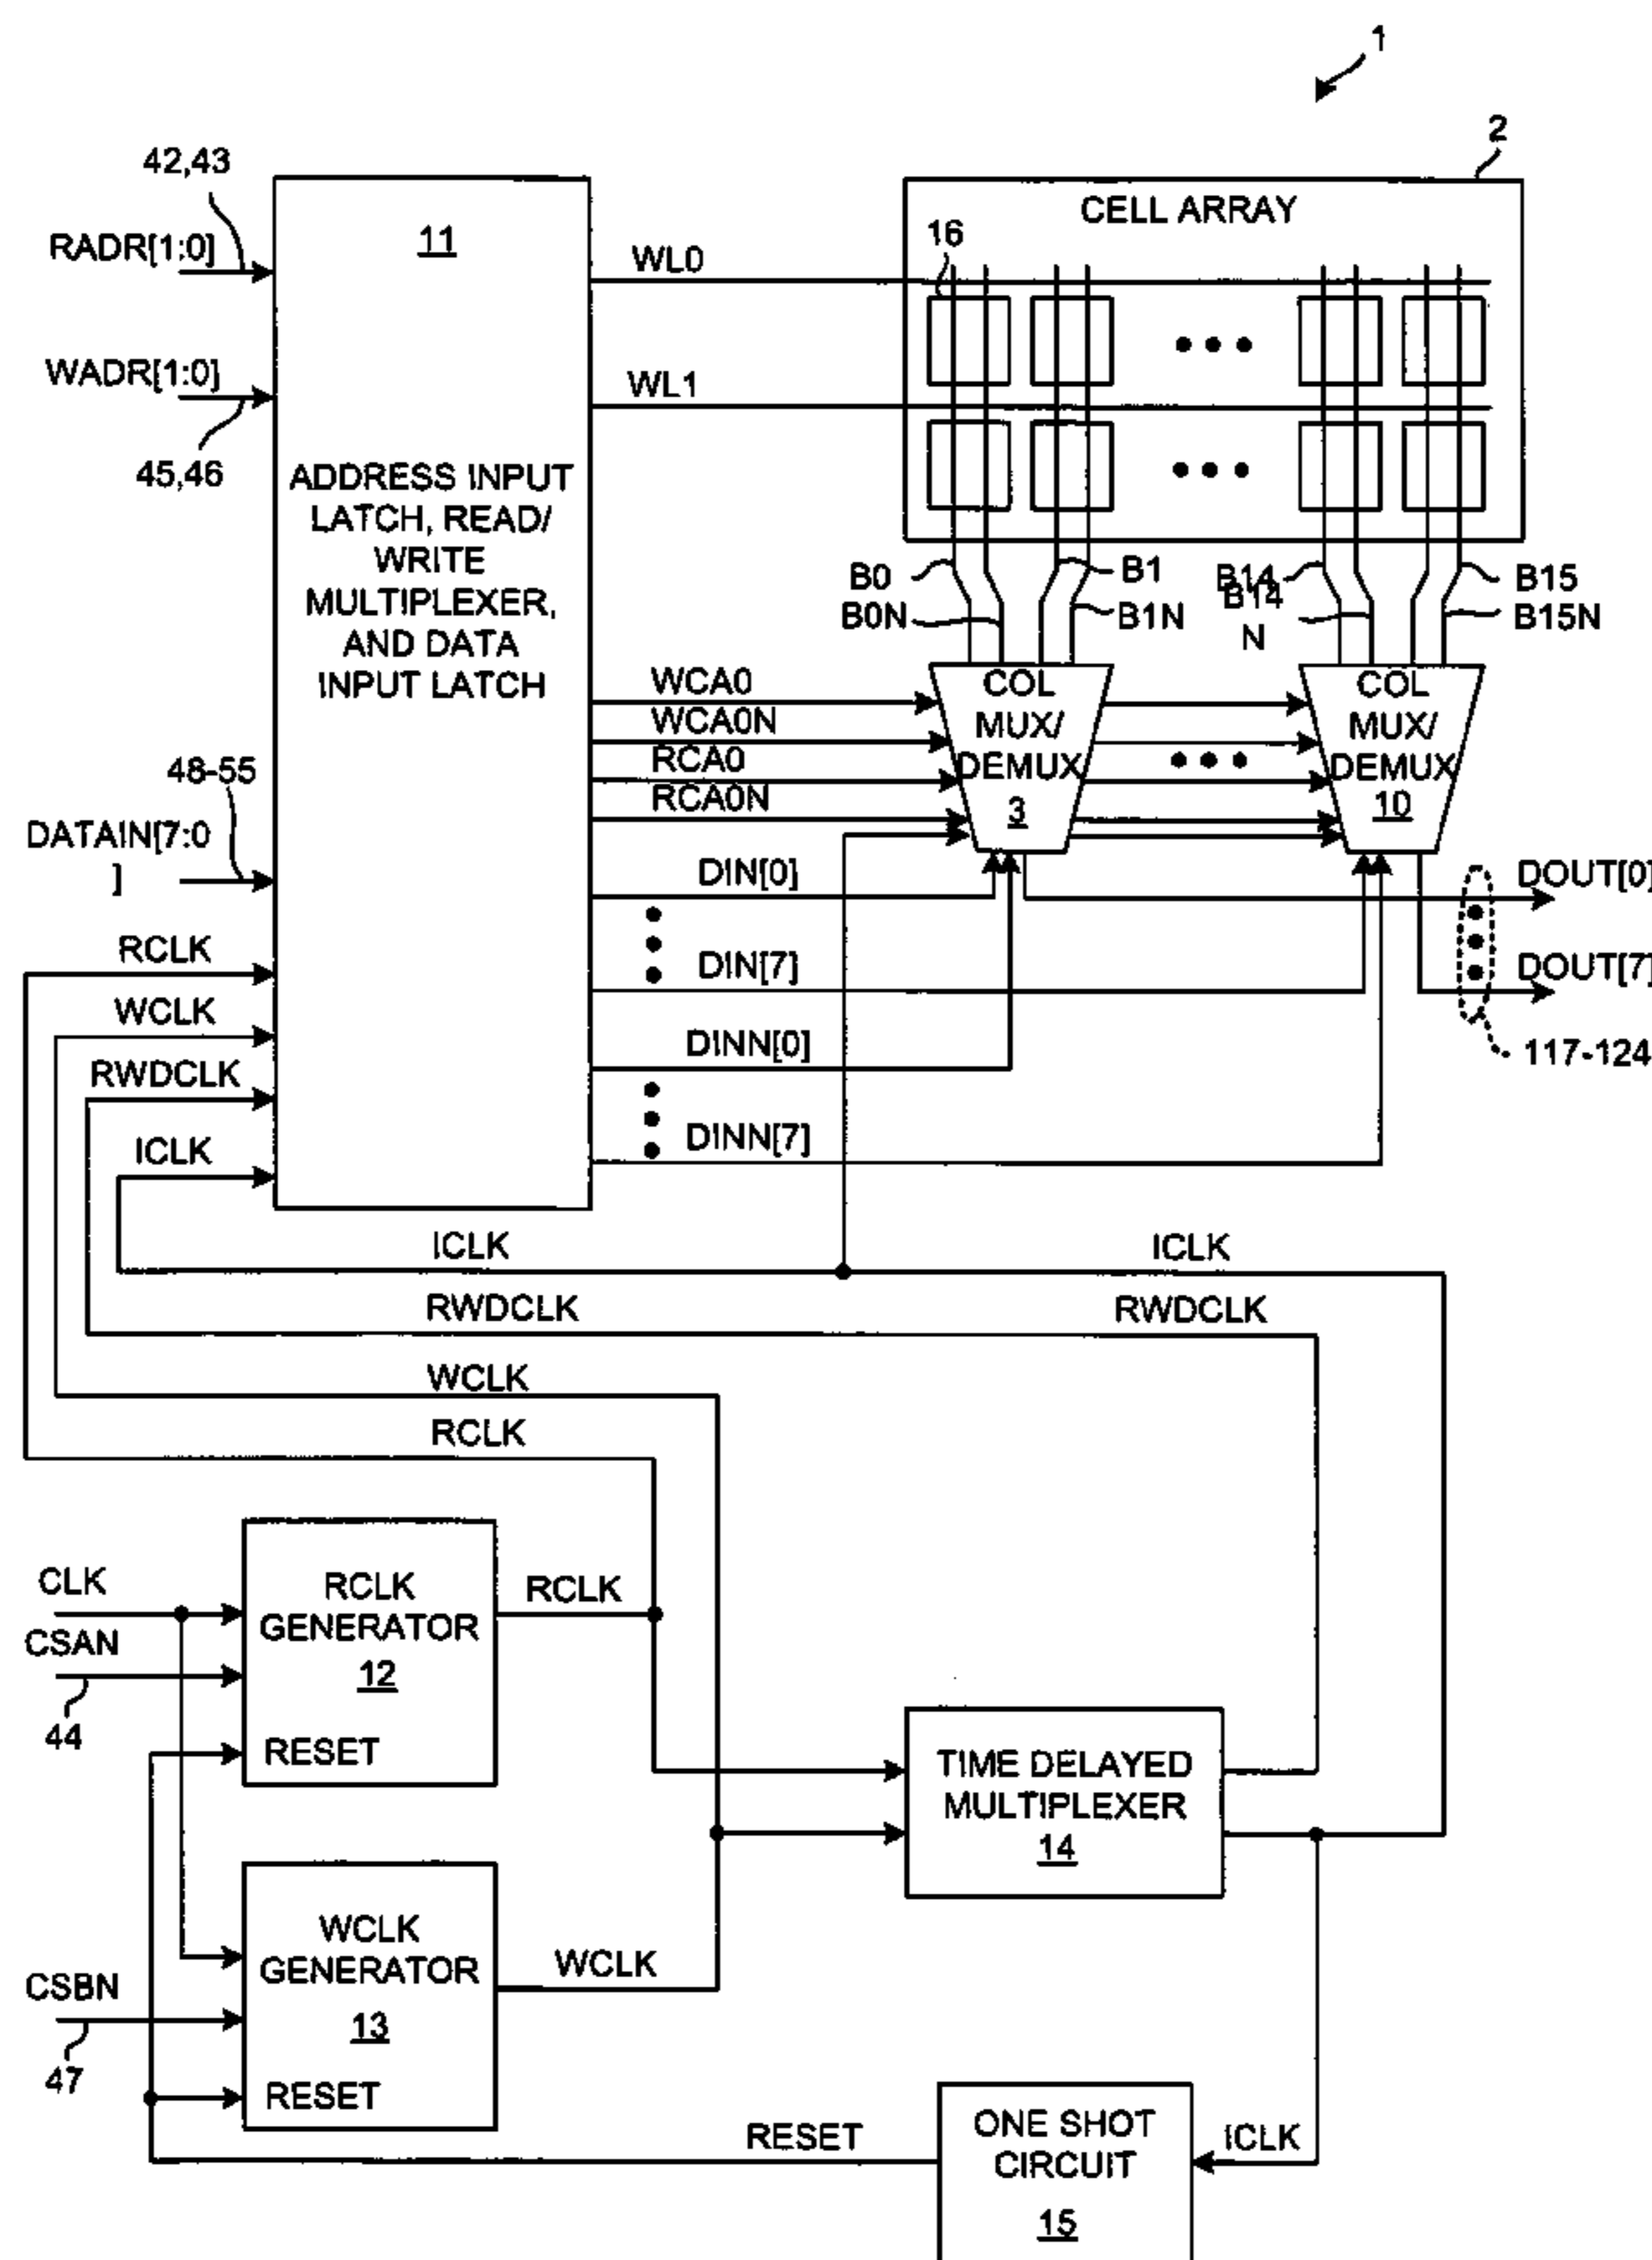 1
2
42,43
CELL ARRAY
11
16
RADR[1:0]
WL0
WADR[1:0]
WL1
45,46
ADDRESS INPUT
LATCH, READ/
WRITE
MULTIPLEXER,
AND DATA
INPUT LATCH
B0
B1
B14
B15
B0N
B1N
B14
N
B15N
WCA0
WCA0N
RCA0
RCA0N
COL
MUX/
DEMUX
3
COL
MUX/
DEMUX
10
48-55
DATAIN[7:0
]
DIN[0]
DOUT[0]
RCLK
DIN[7]
DOUT[7]
WCLK
DINN[0]
117-124
RWDCLK
DINN[7]
ICLK
ICLK
ICLK
RWDCLK
RWDCLK
WCLK
RCLK
CLK
RCLK
GENERATOR
12
RCLK
CSAN
44
RESET
TIME DELAYED
MULTIPLEXER
14
WCLK
GENERATOR
13
WCLK
CSBN
47
RESET
RESET
ONE SHOT
CIRCUIT
15
ICLK